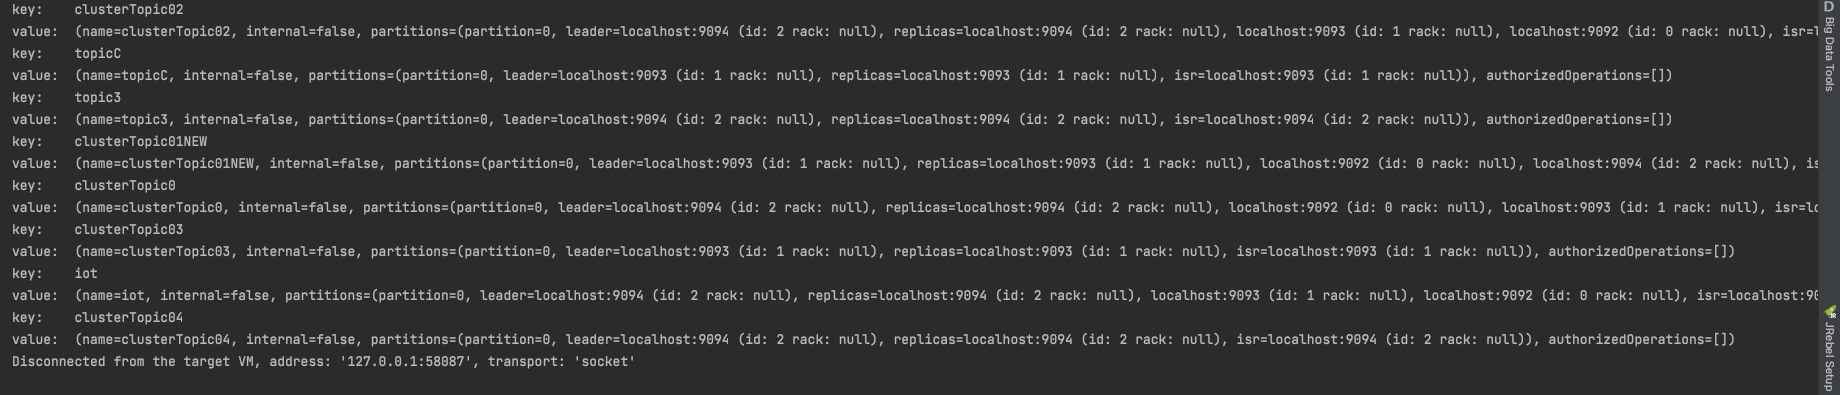 key:    clusterTopic02
value:  (name=clusterTopic02, internal=false, partitions=(partition=0, leader=localhost:9094 (id: 2 rack: null), replicas=localhost:9094 (id: 2 rack: null), localhost:9093 (id: 1 rack: null), localhost:9092 (id: 0 rack: null), isr=l
key:    topicC
value:  (name=topicC, internal=false, partitions=(partition=0, leader=localhost:9093 (id: 1 rack: null), replicas=localhost:9093 (id: 1 rack: null), isr=localhost:9093 (id: 1 rack: null)), authorizedOperations=[])
key:    topic3
value:  (name=topic3, internal=false, partitions=(partition=0, leader=localhost:9094 (id: 2 rack: null), replicas=localhost:9094 (id: 2 rack: null), isr=localhost:9094 (id: 2 rack: null)), authorizedOperations=[])
key:    clusterTopic01NEW
value:  (name=clusterTopic01NEW, internal=false, partitions=(partition=0, leader=localhost:9093 (id: 1 rack: null), replicas=localhost:9093 (id: 1 rack: null), localhost:9092 (id: 0 rack: null), localhost:9094 (id: 2 rack: null), is
key:    clusterTopic0
value:  (name=clusterTopic0, internal=false, partitions=(partition=0, leader=localhost:9094 (id: 2 rack: null), replicas=localhost:9094 (id: 2 rack: null), localhost:9092 (id: 0 rack: null), localhost:9093 (id: 1 rack: null), isr=lo
key:    clusterTopic03
value:  (name=clusterTopic03, internal=false, partitions=(partition=0, leader=localhost:9093 (id: 1 rack: null), replicas=localhost:9093 (id: 1 rack: null), isr=localhost:9093 (id: 1 rack: null)), authorizedOperations=[])
key:    iot
value:  (name=iot, internal=false, partitions=(partition=0, leader=localhost:9094 (id: 2 rack: null), replicas=localhost:9094 (id: 2 rack: null), localhost:9093 (id: 1 rack: null), localhost:9092 (id: 0 rack: null), isr=localhost:90
key:    clusterTopic04
value:  (name=clusterTopic04, internal=false, partitions=(partition=0, leader=localhost:9094 (id: 2 rack: null), replicas=localhost:9094 (id: 2 rack: null), isr=localhost:9094 (id: 2 rack: null)), authorizedOperations=[])
Disconnected from the target VM, address: '127.0.0.1:58087', transport: 'socket'
D
Big Data Tools
JRebel Setup